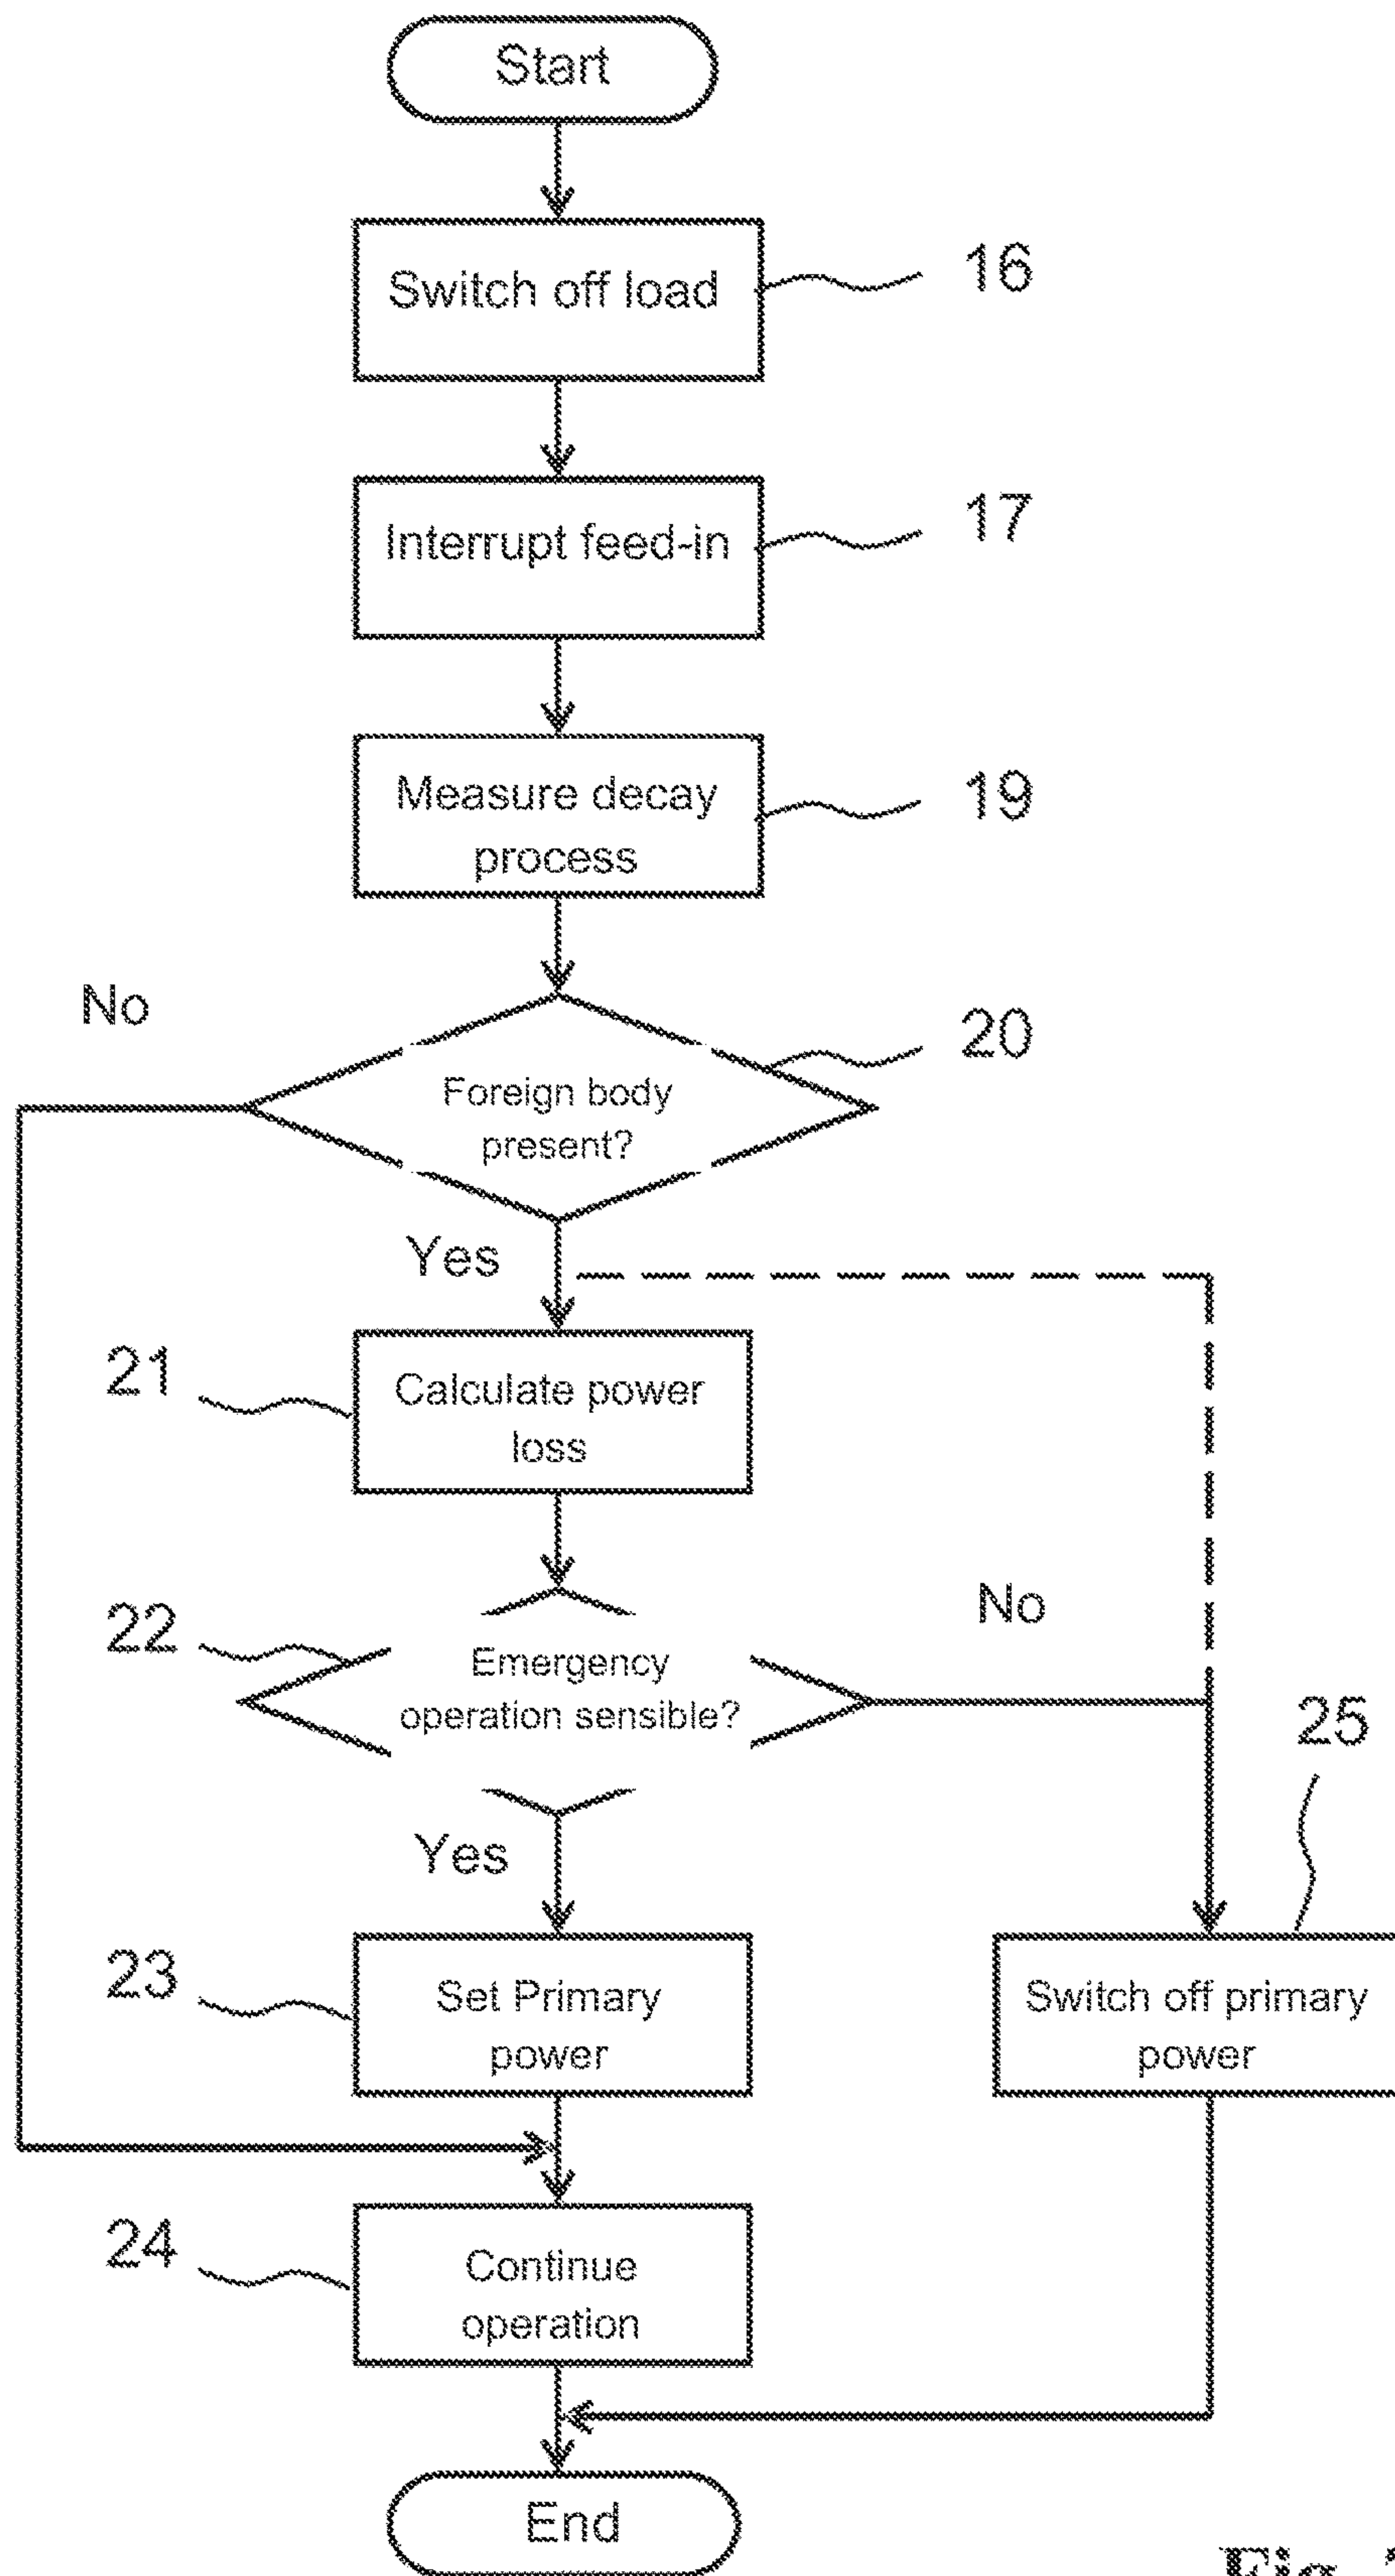 Start
Switch off load
16
Interrupt feed-in
17
Measure decay
process
19
No
20
Foreign body
present?
Yes
21
Calculate power
loss
22
No
Emergency
operation sensible?
25
Yes
23
Set Primary
power
Switch off primary
power
24
Continue
operation
End